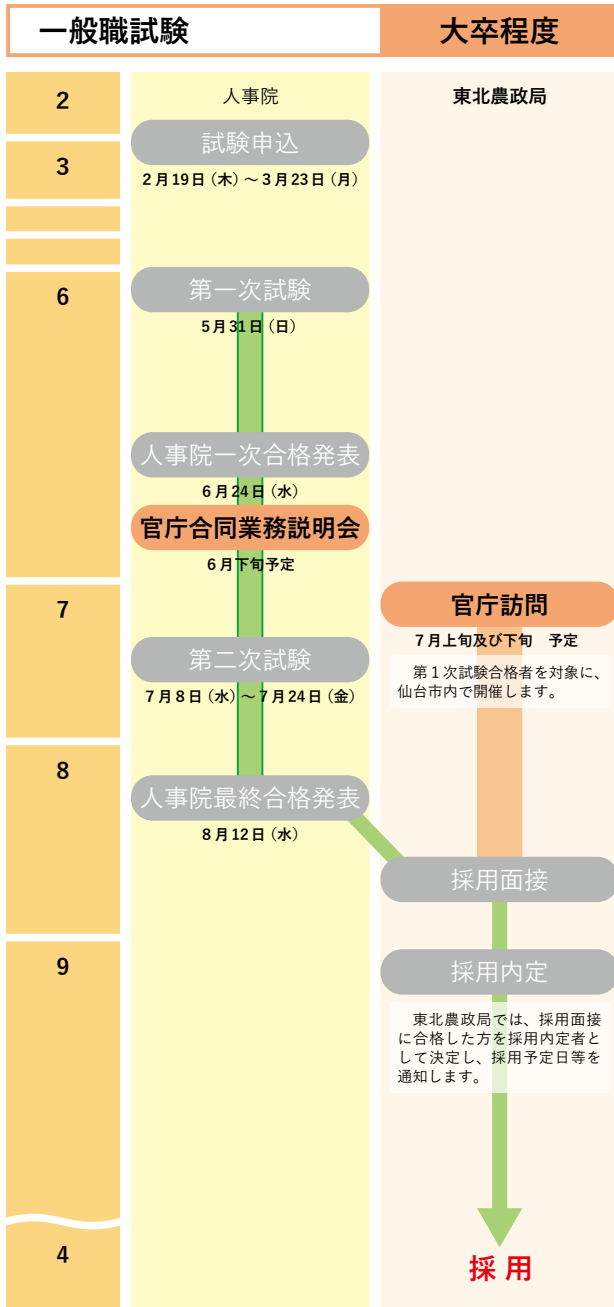 一般職試験
大卒程度
2
人事院
東北農政局
試験申込
3
2月19日(木)～3月23日(月)
6
第一次試験
5月31日(日)
人事院一次合格発表
6月24日(水)
官庁合同業務説明会
6月下旬予定
7
官庁訪問
7月上旬及び下旬　予定
第1次試験合格者を対象に、
仙台市内で開催します。
第二次試験
7月8日(水)～7月24日(金)
8
人事院最終合格発表
8月12日(水)
採用面接
9
採用内定
東北農政局では、採用面接
に合格した方を採用内定者と
して決定し、採用予定日等を
通知します。
4
採用